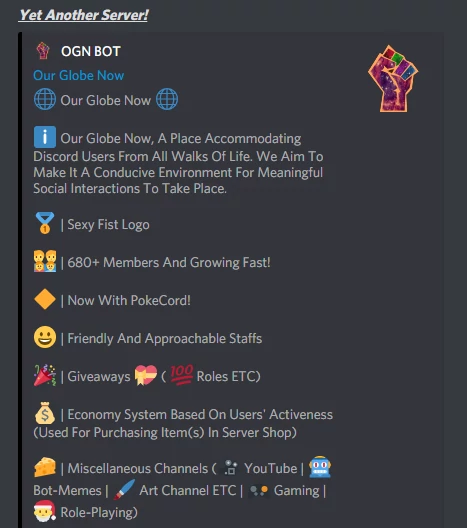 Yet Another Server!
OGN BOT
Our Globe Now
🌐 Our Globe Now 🌐
ℹ️ Our Globe Now, A Place Accommodating
Discord Users From All Walks Of Life. We Aim To
Make It A Conducive Environment For Meaningful
Social Interactions To Take Place.
🏅 | Sexy Fist Logo
👬 | 680+ Members And Growing Fast!
🔶 | Now With PokeCord!
😀 | Friendly And Approachable Staffs
🎉 | Giveaways 💝 ( 💯 Roles ETC)
💰 | Economy System Based On Users' Activeness
(Used For Purchasing Item(s) In Server Shop)
🧀 | Miscellaneous Channels ( YouTube | 🤖
Bot-Memes | 🖌️ Art Channel ETC | Gaming |
🎅 Role-Playing)